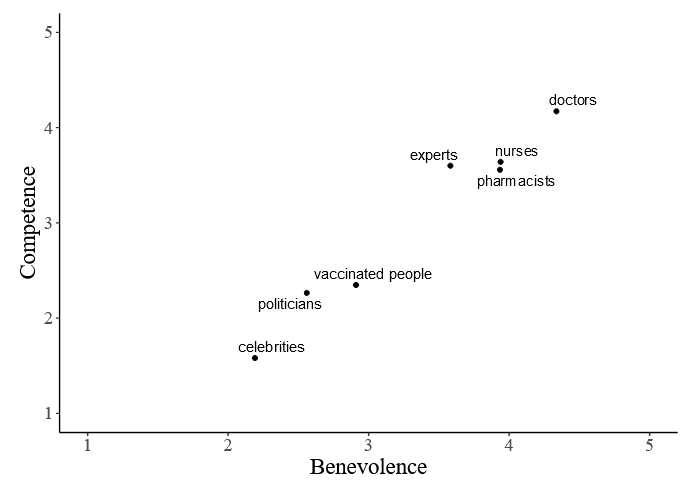 5
doctors
4
nurses
experts
pharmacists
3
Competence
vaccinated people
politicians
2
celebrities
1
1 2 3 4 5
Benevolence